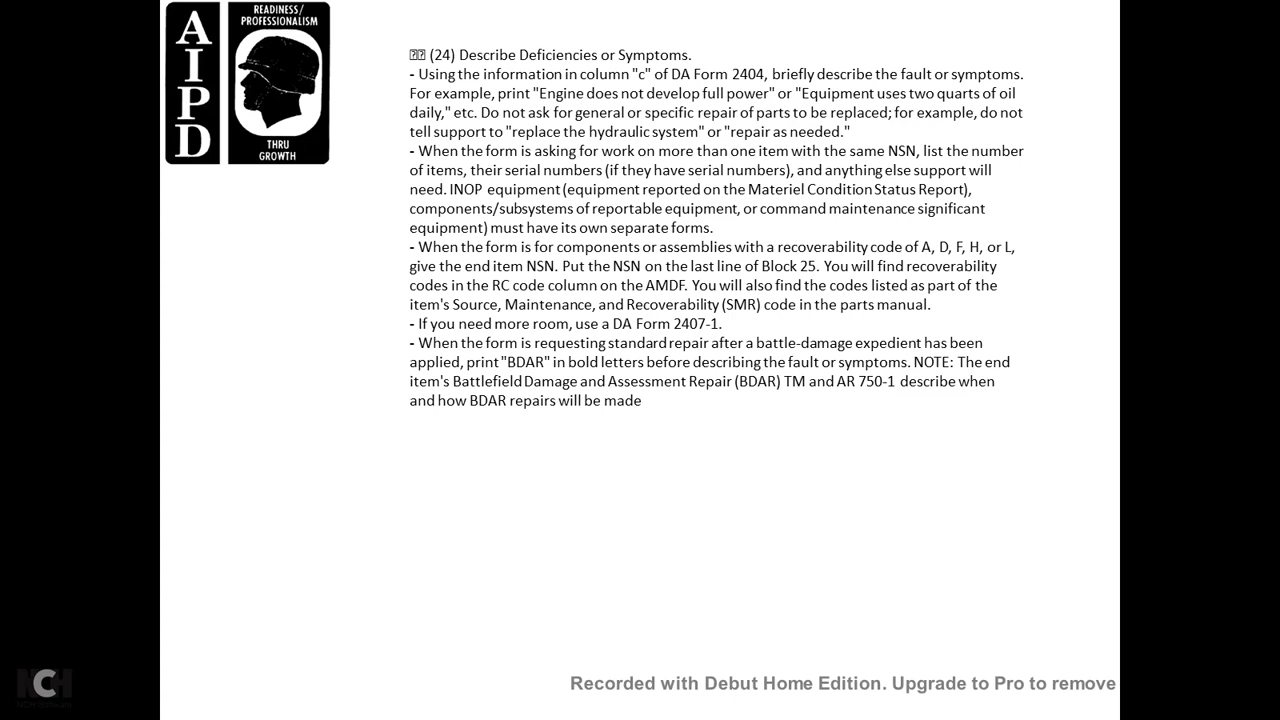 AIPD
READINESS/
PROFESSIONALISM
THRU
GROWTH
(24) Describe Deficiencies or Symptoms.
- Using the information in column "c" of DA Form 2404, briefly describe the fault or symptoms.
For example, print "Engine does not develop full power" or "Equipment uses two quarts of oil
daily," etc. Do not ask for general or specific repair of parts to be replaced; for example, do not
tell support to "replace the hydraulic system" or "repair as needed."
- When the form is asking for work on more than one item with the same NSN, list the number
of items, their serial numbers (if they have serial numbers), and anything else support will
need. INOP equipment (equipment reported on the Materiel Condition Status Report),
components/subsystems of reportable equipment, or command maintenance significant
equipment) must have its own separate forms.
- When the form is for components or assemblies with a recoverability code of A, D, F, H, or L,
give the end item NSN. Put the NSN on the last line of Block 25. You will find recoverability
codes in the RC code column on the AMDF. You will also find the codes listed as part of the
item's Source, Maintenance, and Recoverability (SMR) code in the parts manual.
- If you need more room, use a DA Form 2407-1.
- When the form is requesting standard repair after a battle-damage expedient has been
applied, print "BDAR" in bold letters before describing the fault or symptoms. NOTE: The end
item's Battlefield Damage and Assessment Repair (BDAR) TM and AR 750-1 describe when
and how BDAR repairs will be made
NCH
Recorded with Debut Home Edition. Upgrade to Pro to remove